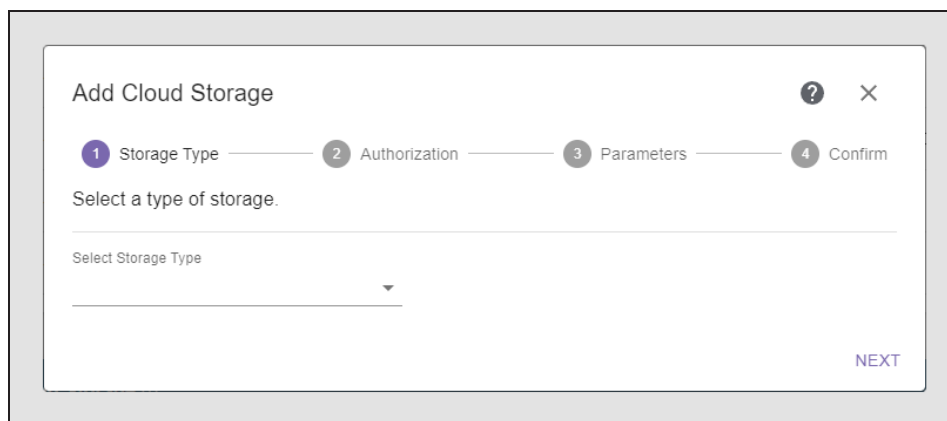 Add Cloud Storage ?
1 Storage Type 2 Authorization 3 Parameters 4 Confirm
Select a type of storage.
Select Storage Type
NEXT